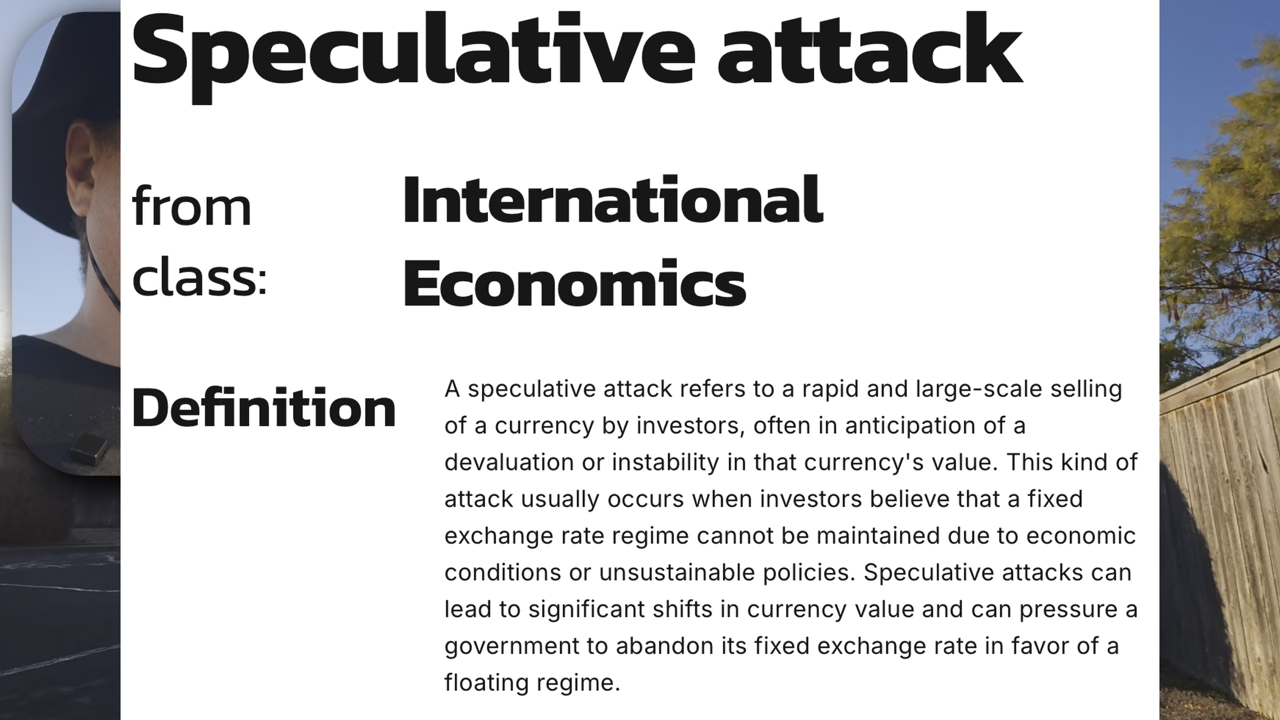 Speculative attack
from
class:
International
Economics
Definition
A speculative attack refers to a rapid and large-scale selling
of a currency by investors, often in anticipation of a
devaluation or instability in that currency's value. This kind of
attack usually occurs when investors believe that a fixed
exchange rate regime cannot be maintained due to economic
conditions or unsustainable policies. Speculative attacks can
lead to significant shifts in currency value and can pressure a
government to abandon its fixed exchange rate in favor of a
floating regime.